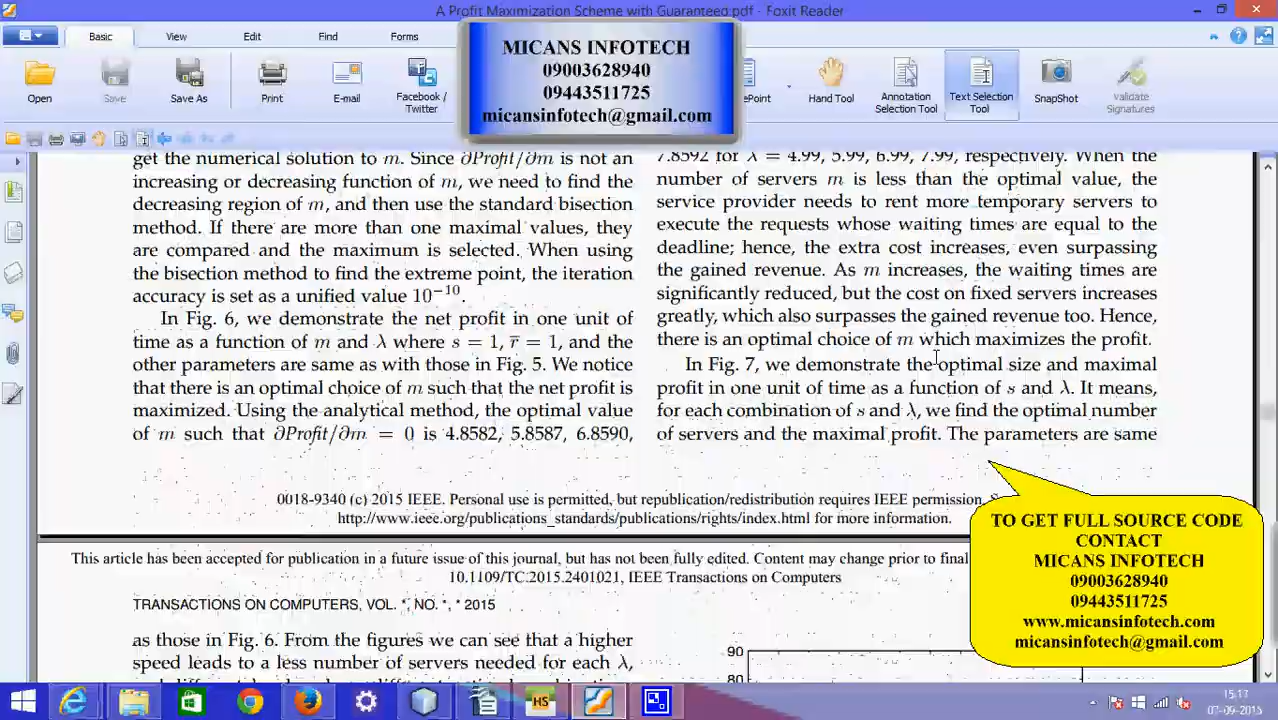 A Profit Maximization Scheme with Guaranteed.pdf - Foxit Reader
Basic
View
Edit
Find
Forms
MICANS INFOTECH
09003628940
09443511725
micansinfotech@gmail.com
Open
Save
Save As
Print
E-mail
Facebook / Twitter
Point
Hand Tool
Annotation Selection Tool
Text Selection Tool
SnapShot
validate Signatures
get the numerical solution to m. Since ∂Profit/∂m is not an
increasing or decreasing function of m, we need to find the
decreasing region of m, and then use the standard bisection
method. If there are more than one maximal values, they
are compared and the maximum is selected. When using
the bisection method to find the extreme point, the iteration
accuracy is set as a unified value 10⁻¹⁰.
In Fig. 6, we demonstrate the net profit in one unit of
time as a function of m and λ where s = 1, r̅ = 1, and the
other parameters are same as with those in Fig. 5. We notice
that there is an optimal choice of m such that the net profit is
maximized. Using the analytical method, the optimal value
of m such that ∂Profit/∂m = 0 is 4.8582, 5.8587, 6.8590,
7.8592 for λ = 4.99, 5.99, 6.99, 7.99, respectively. When the
number of servers m is less than the optimal value, the
service provider needs to rent more temporary servers to
execute the requests whose waiting times are equal to the
deadline; hence, the extra cost increases, even surpassing
the gained revenue. As m increases, the waiting times are
significantly reduced, but the cost on fixed servers increases
greatly, which also surpasses the gained revenue too. Hence,
there is an optimal choice of m which maximizes the profit.
In Fig. 7, we demonstrate the optimal size and maximal
profit in one unit of time as a function of s and λ. It means,
for each combination of s and λ, we find the optimal number
of servers and the maximal profit. The parameters are same
0018-9340 (c) 2015 IEEE. Personal use is permitted, but republication/redistribution requires IEEE permission.
http://www.ieee.org/publications_standards/publications/rights/index.html for more information.
This article has been accepted for publication in a future issue of this journal, but has not been fully edited. Content may change prior to final
10.1109/TC.2015.2401021, IEEE Transactions on Computers
TRANSACTIONS ON COMPUTERS, VOL. *, NO. *, * 2015
as those in Fig. 6. From the figures we can see that a higher
speed leads to a less number of servers needed for each λ,
90
80
TO GET FULL SOURCE CODE
CONTACT
MICANS INFOTECH
09003628940
09443511725
www.micansinfotech.com
micansinfotech@gmail.com
HS
15:17
07-09-2015